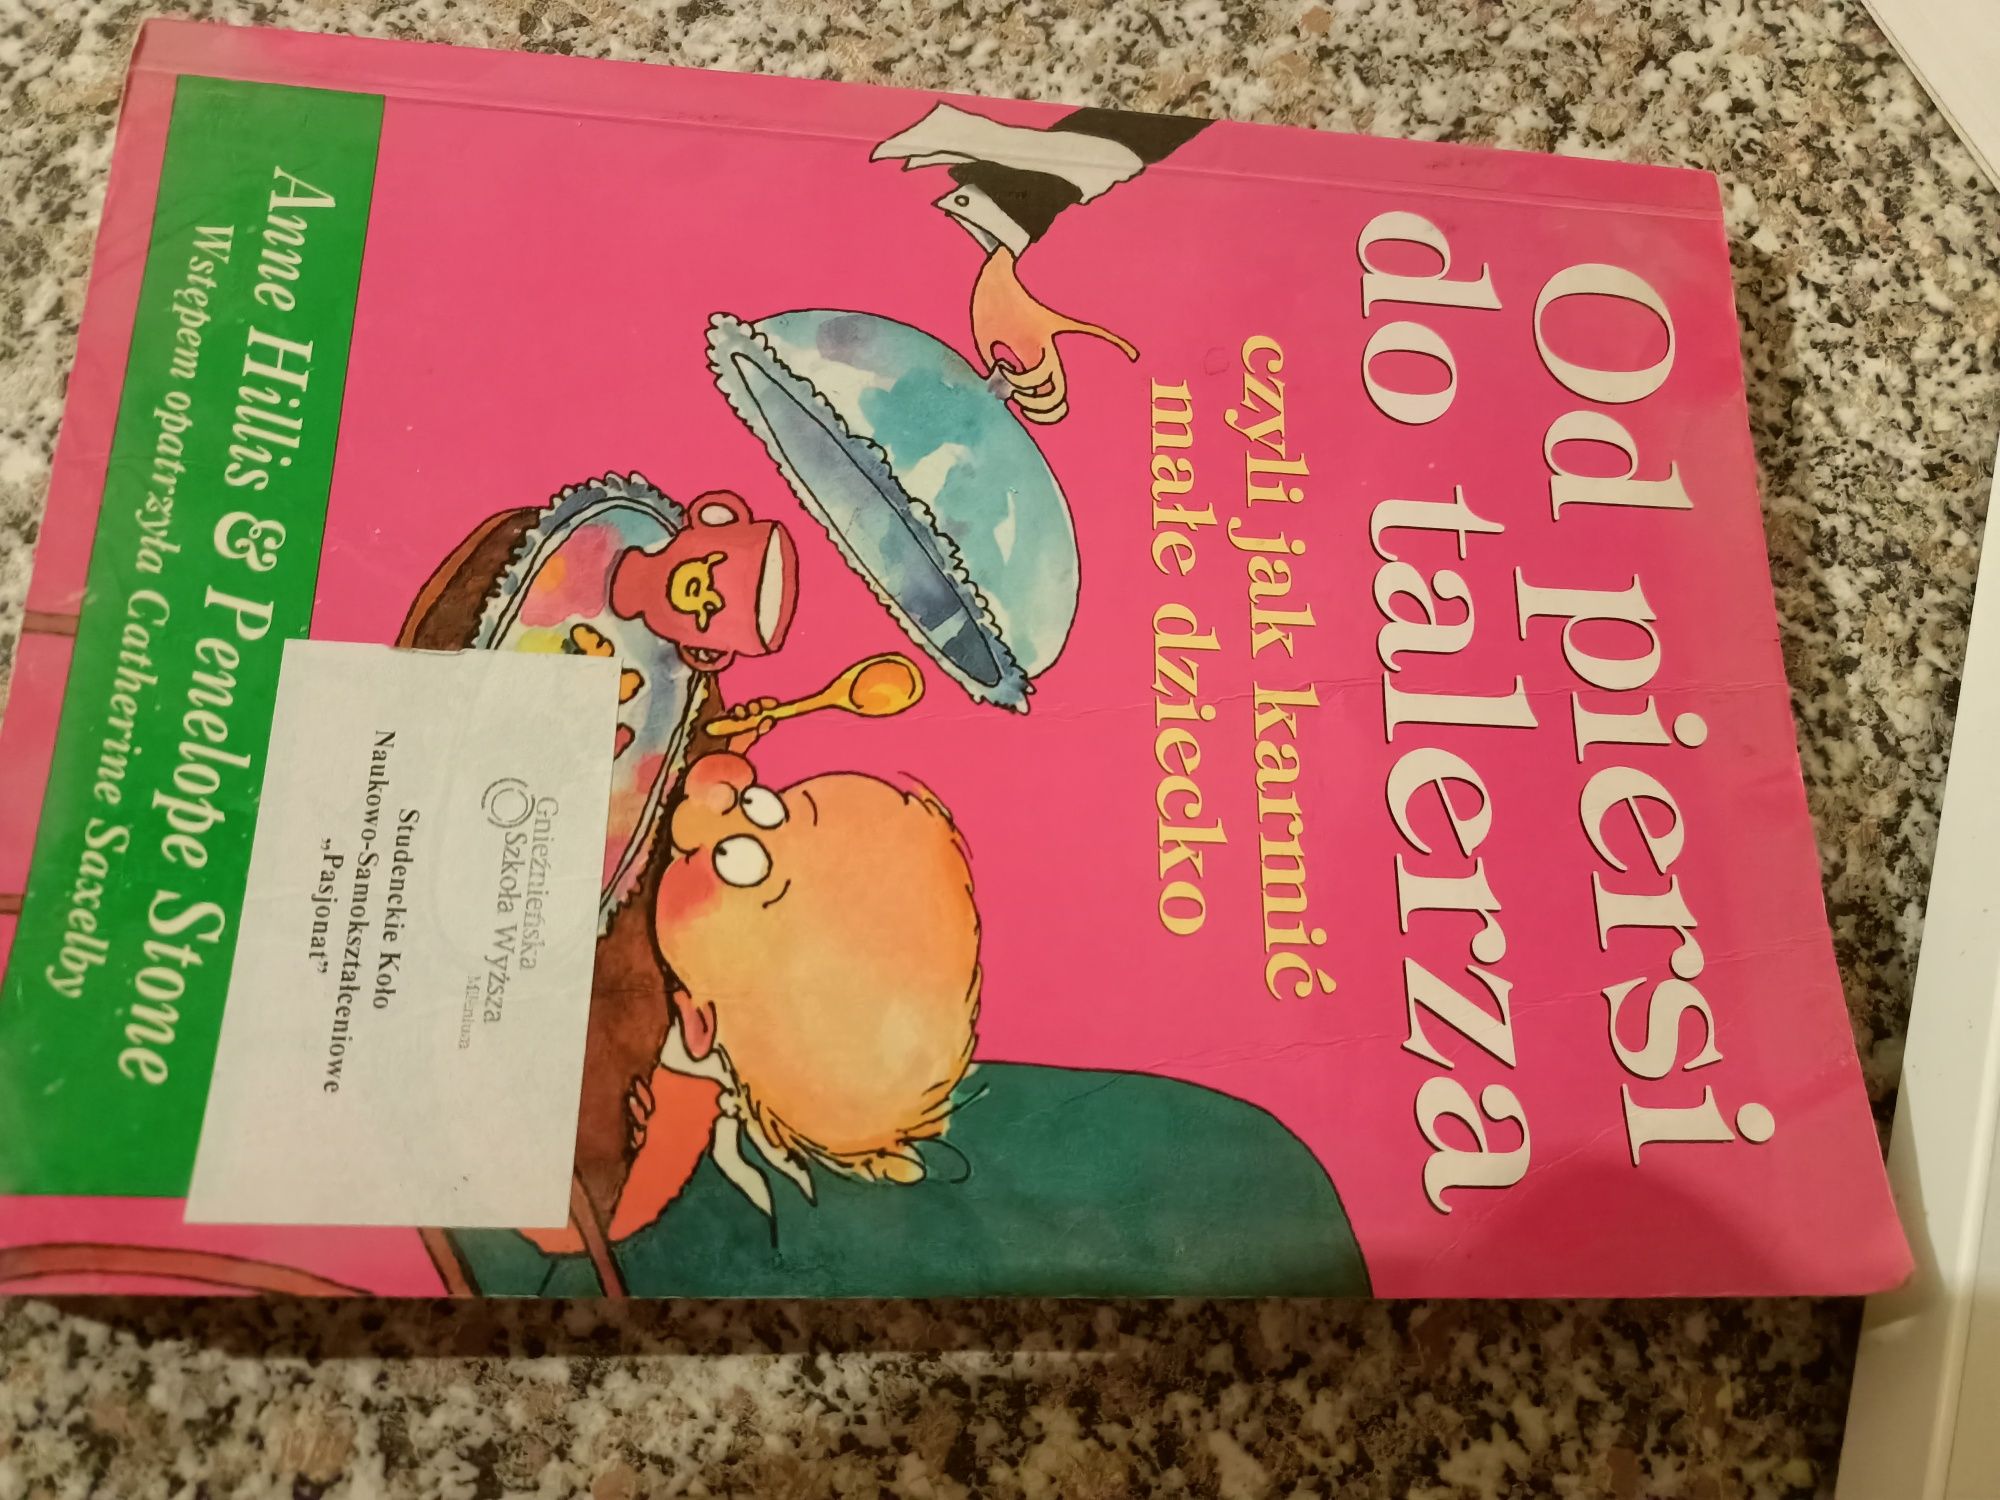 Od piersi
do talerza
czyli jak karmić
małe dziecko
Gnieźnieńska
Szkoła Wyższa
Milenium
Studenckie Koło
Naukowo-Samokształceniowe
„Pasjonat”
Anne Hillis & Penelope Stone
Wstępem opatrzyła Catherine Saxelby